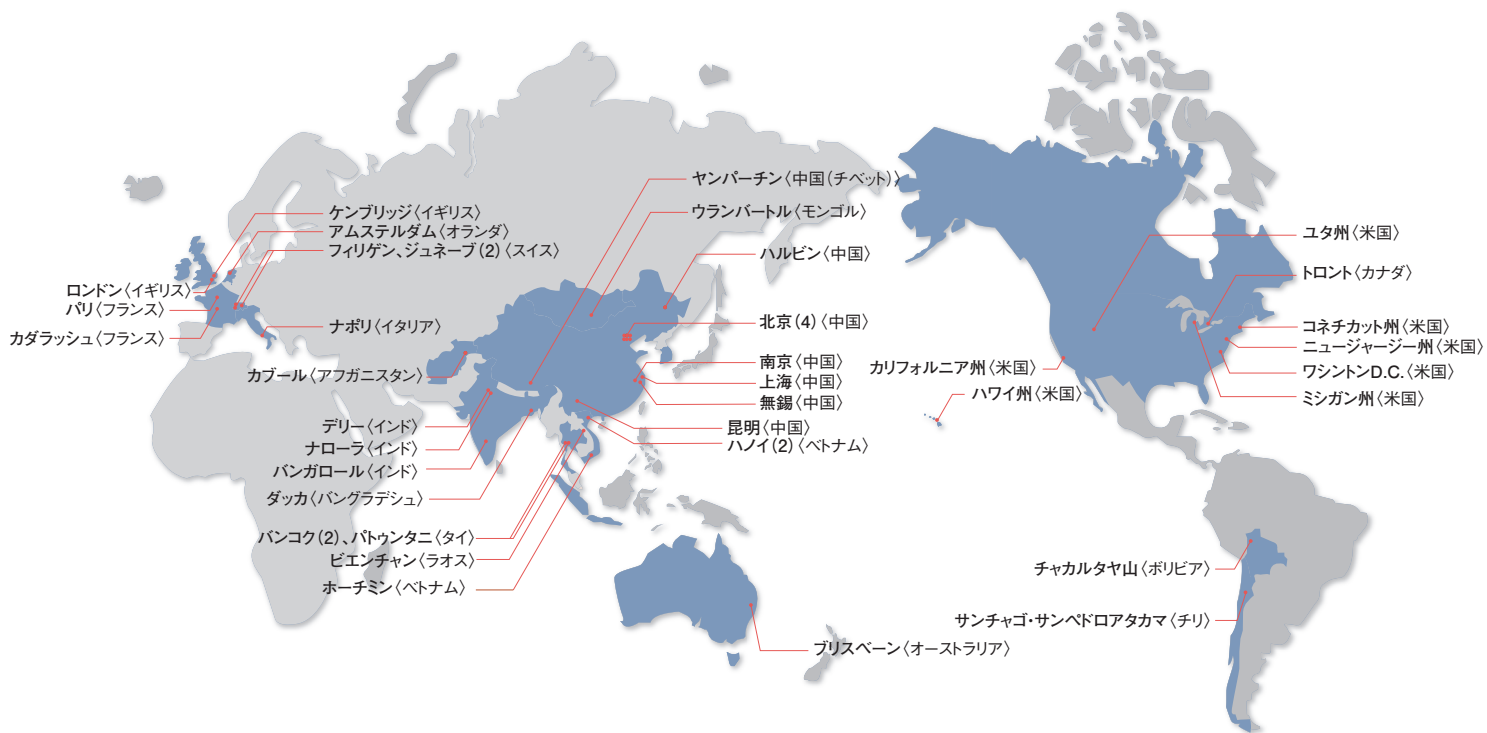 ヤンパーチン〈中国(チベット)〉
ケンブリッジ〈イギリス〉
ウランバートル〈モンゴル〉
アムステルダム〈オランダ〉
フィリゲン、ジュネーブ(2)〈スイス〉
ハルビン〈中国〉
ロンドン〈イギリス〉
パリ〈フランス〉
カダラッシュ〈フランス〉
ナポリ〈イタリア〉
北京(4)〈中国〉
カブール〈アフガニスタン〉
南京〈中国〉
上海〈中国〉
無錫〈中国〉
デリー〈インド〉
昆明〈中国〉
ナローラ〈インド〉
ハノイ(2)〈ベトナム〉
バンガロール〈インド〉
ダッカ〈バングラデシュ〉
バンコク(2)、パトゥンタニ〈タイ〉
ビエンチャン〈ラオス〉
ホーチミン〈ベトナム〉
ブリスベーン〈オーストラリア〉
ユタ州〈米国〉
トロント〈カナダ〉
コネチカット州〈米国〉
ニュージャージー州〈米国〉
カリフォルニア州〈米国〉
ワシントンD.C.〈米国〉
ハワイ州〈米国〉
ミシガン州〈米国〉
チャカルタヤ山〈ボリビア〉
サンチャゴ・サンペドロアタカマ〈チリ〉